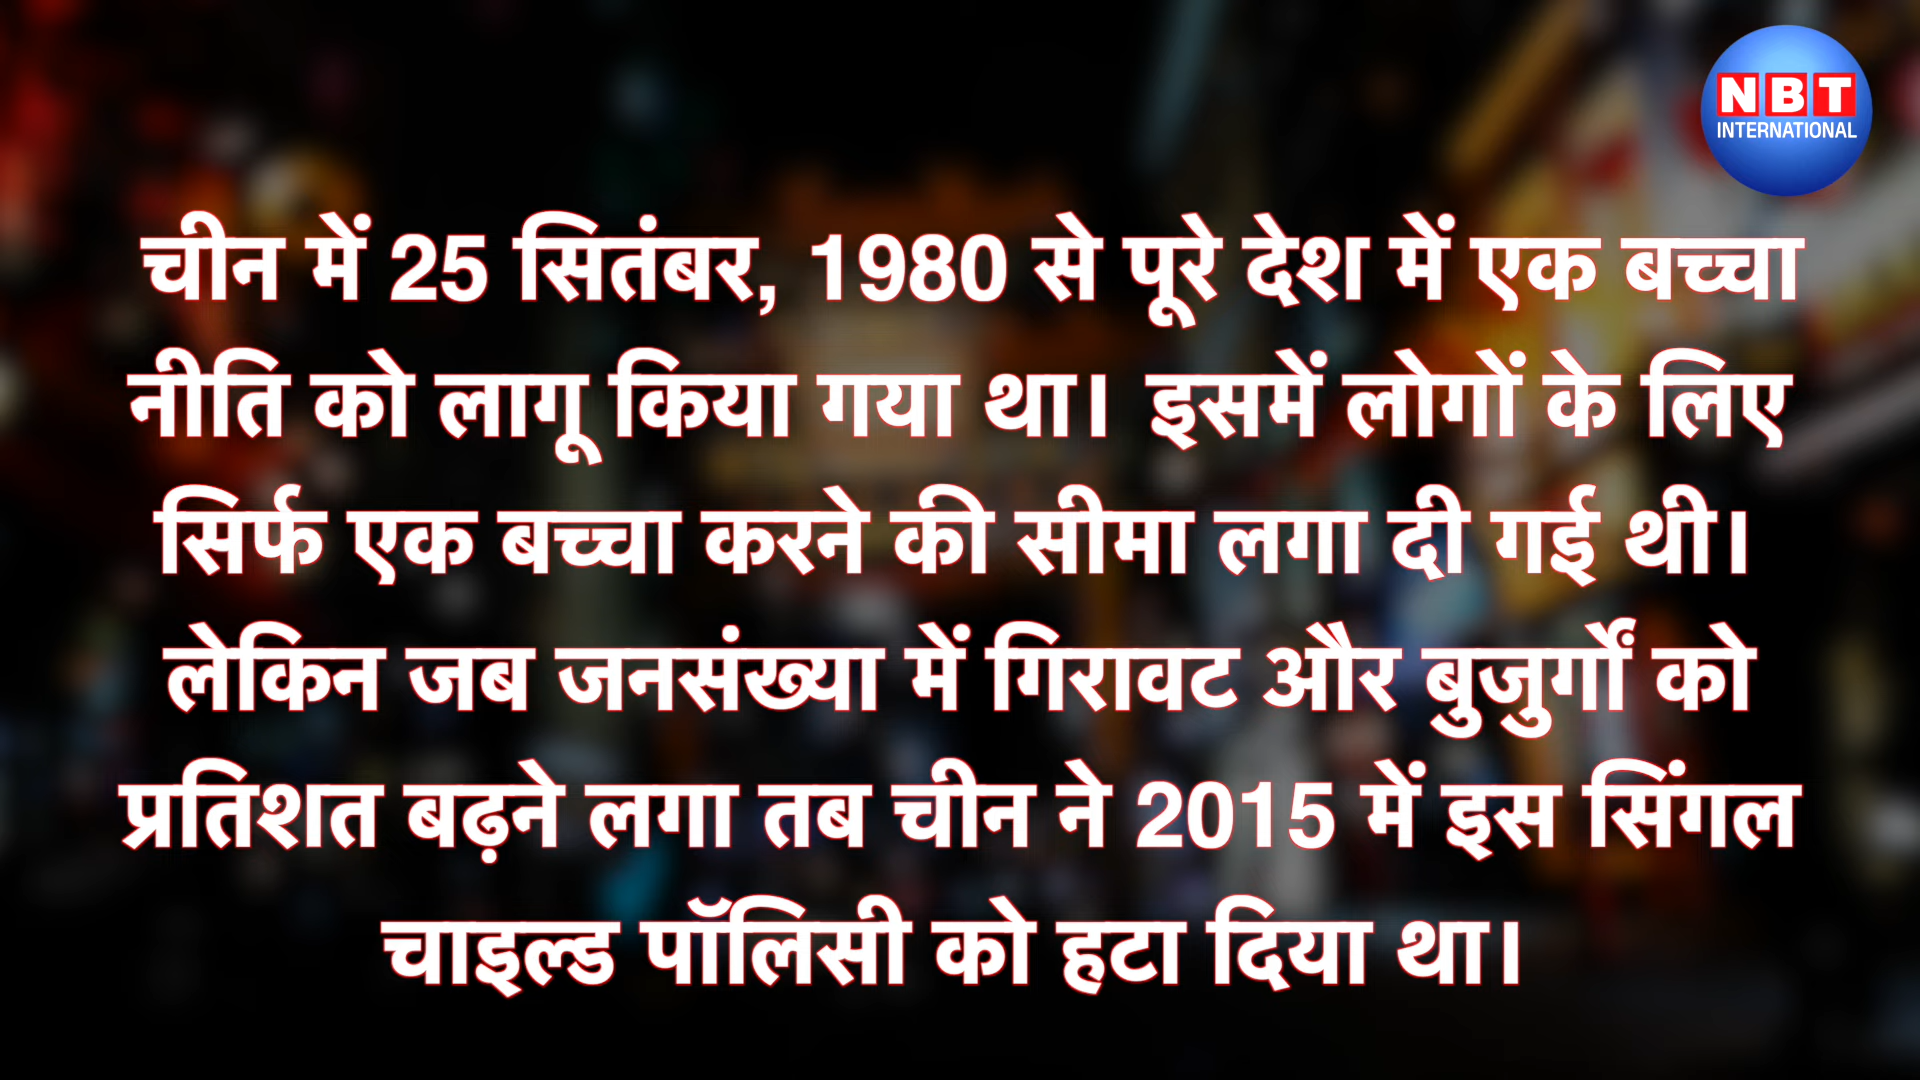 NBT
INTERNATIONAL
चीन में 25 सितंबर, 1980 से पूरे देश में एक बच्चा
नीति को लागू किया गया था। इसमें लोगों के लिए
सिर्फ एक बच्चा करने की सीमा लगा दी गई थी।
लेकिन जब जनसंख्या में गिरावट और बुजुर्गों को
प्रतिशत बढ़ने लगा तब चीन ने 2015 में इस सिंगल
चाइल्ड पॉलिसी को हटा दिया था।